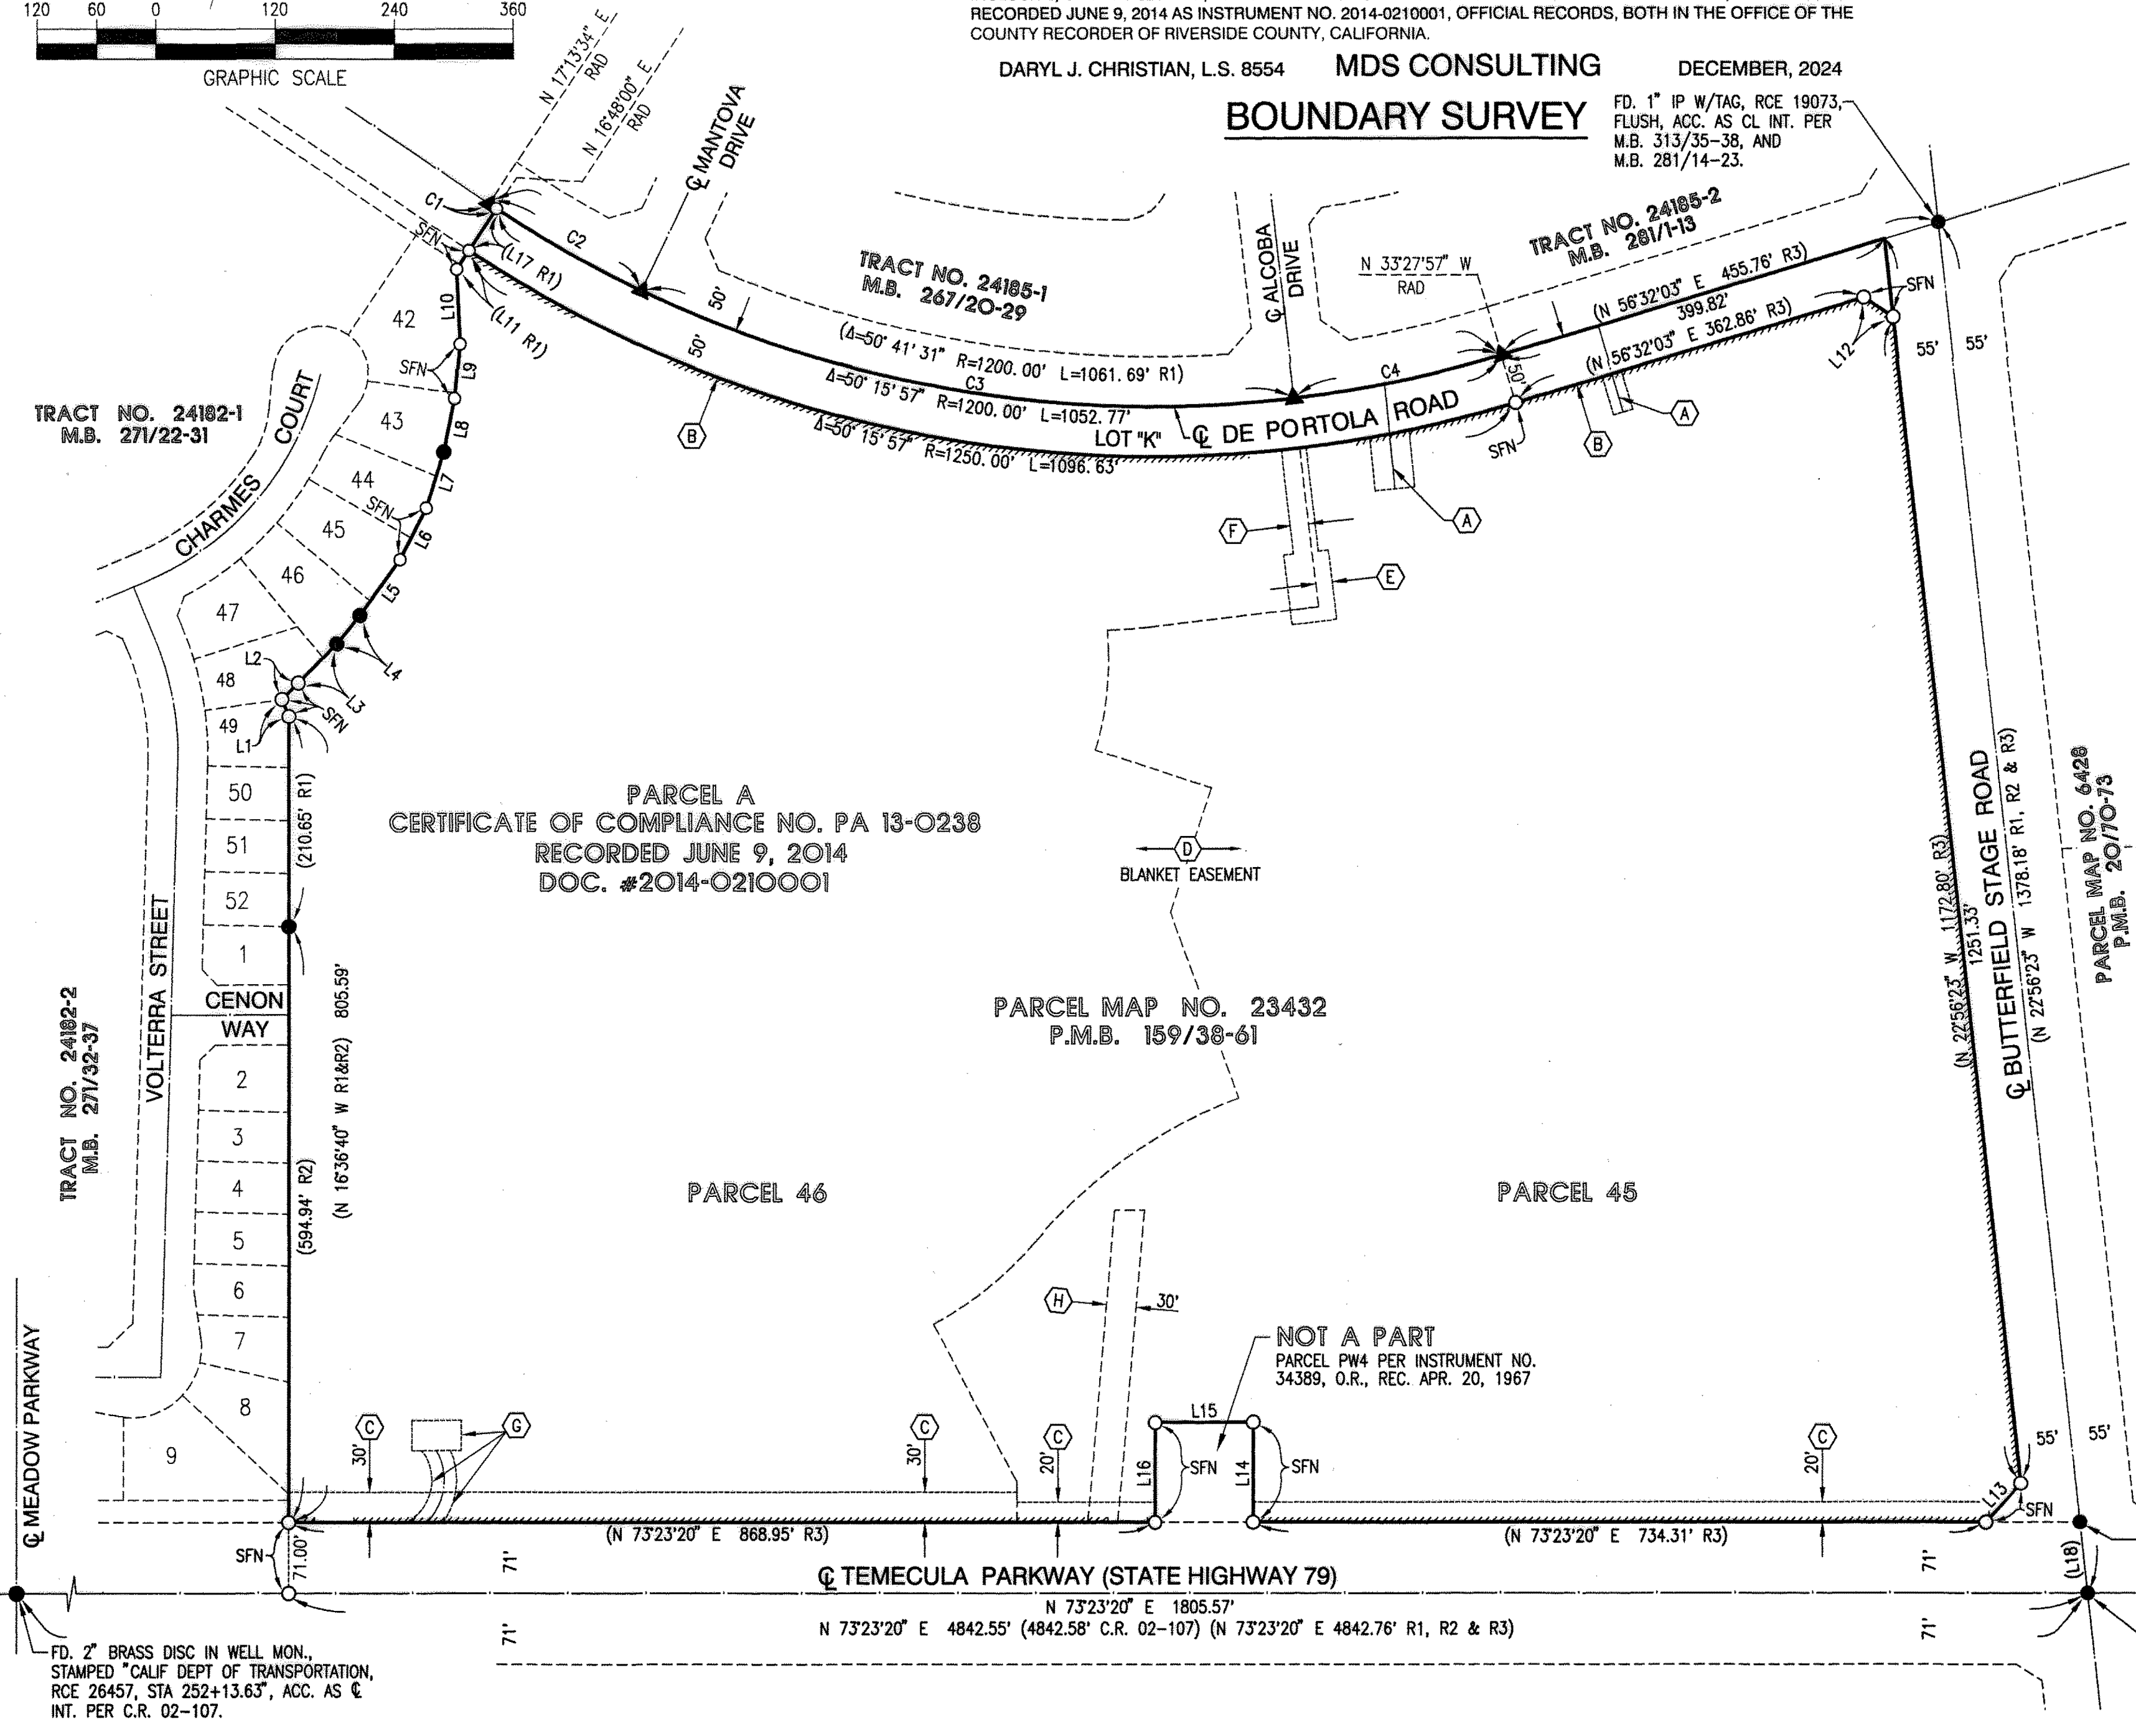 120 60 0 120 240 360
GRAPHIC SCALE
RECORDED JUNE 9, 2014 AS INSTRUMENT NO. 2014-0210001, OFFICIAL RECORDS, BOTH IN THE OFFICE OF THE
COUNTY RECORDER OF RIVERSIDE COUNTY, CALIFORNIA.
DARYL J. CHRISTIAN, L.S. 8554 MDS CONSULTING DECEMBER, 2024
BOUNDARY SURVEY
FD. 1" IP W/TAG, RCE 19073,
FLUSH, ACC. AS CL INT. PER
M.B. 313/35-38, AND
M.B. 281/14-23.
N 17°13'34" E
RAD
N 16°48'00" E
RAD
℄ MANTOVA
DRIVE
C1
SFN
C2
(L17 R1)
(L11 R1)
50'
50'
TRACT NO. 24185-1
M.B. 267/20-29
(Δ=50° 41' 31" R=1200.00' L=1061.69' R1)
C3
Δ=50° 15' 57" R=1200.00' L=1052.77'
Δ=50° 15' 57" R=1250.00' L=1096.63'
LOT "K"
℄ DE PORTOLA ROAD
℄ ALCOBA
DRIVE
N 33°27'57" W
RAD
C4
50'
SFN
TRACT NO. 24185-2
M.B. 281/1-13
(N 56°32'03" E 455.76' R3)
399.82'
(N 56°32'03" E 362.86' R3)
SFN
L12
55' 55'
A
B
B
A
F
E
TRACT NO. 24182-1
M.B. 271/22-31
CHARMES COURT
42
L10
SFN
L9
43
L8
44
L7
SFN
45
L6
46
L5
47
L4
L2
48
L3
SFN
49
L1
50
(210.65' R1)
51
52
1
CENON
WAY
VOLTERRA STREET
TRACT NO. 24182-2
M.B. 271/32-37
2
3
4
5
6
7
8
9
(594.94' R2)
(N 16°36'40" W R1&R2) 805.59'
PARCEL A
CERTIFICATE OF COMPLIANCE NO. PA 13-0238
RECORDED JUNE 9, 2014
DOC. #2014-0210001
D
BLANKET EASEMENT
PARCEL MAP NO. 23432
P.M.B. 159/38-61
PARCEL 46
PARCEL 45
(N 22°56'23" W 1172.80' R3)
1251.33'
℄ BUTTERFIELD STAGE ROAD
(N 22°56'23" W 1378.18' R1, R2 & R3)
PARCEL MAP NO. 6428
P.M.B. 20/70-73
H
30'
NOT A PART
PARCEL PW4 PER INSTRUMENT NO.
34389, O.R., REC. APR. 20, 1967
L15
L16
SFN
L14
SFN
C
30'
G
C
30'
C
20'
C
20'
55' 55'
L13
SFN
(L18)
℄ MEADOW PARKWAY
SFN
71.00'
(N 73°23'20" E 868.95' R3)
(N 73°23'20" E 734.31' R3)
71'
71'
℄ TEMECULA PARKWAY (STATE HIGHWAY 79)
N 73°23'20" E 1805.57'
N 73°23'20" E 4842.55' (4842.58' C.R. 02-107) (N 73°23'20" E 4842.76' R1, R2 & R3)
71'
71'
FD. 2" BRASS DISC IN WELL MON.,
STAMPED "CALIF DEPT OF TRANSPORTATION,
RCE 26457, STA 252+13.63", ACC. AS ℄
INT. PER C.R. 02-107.